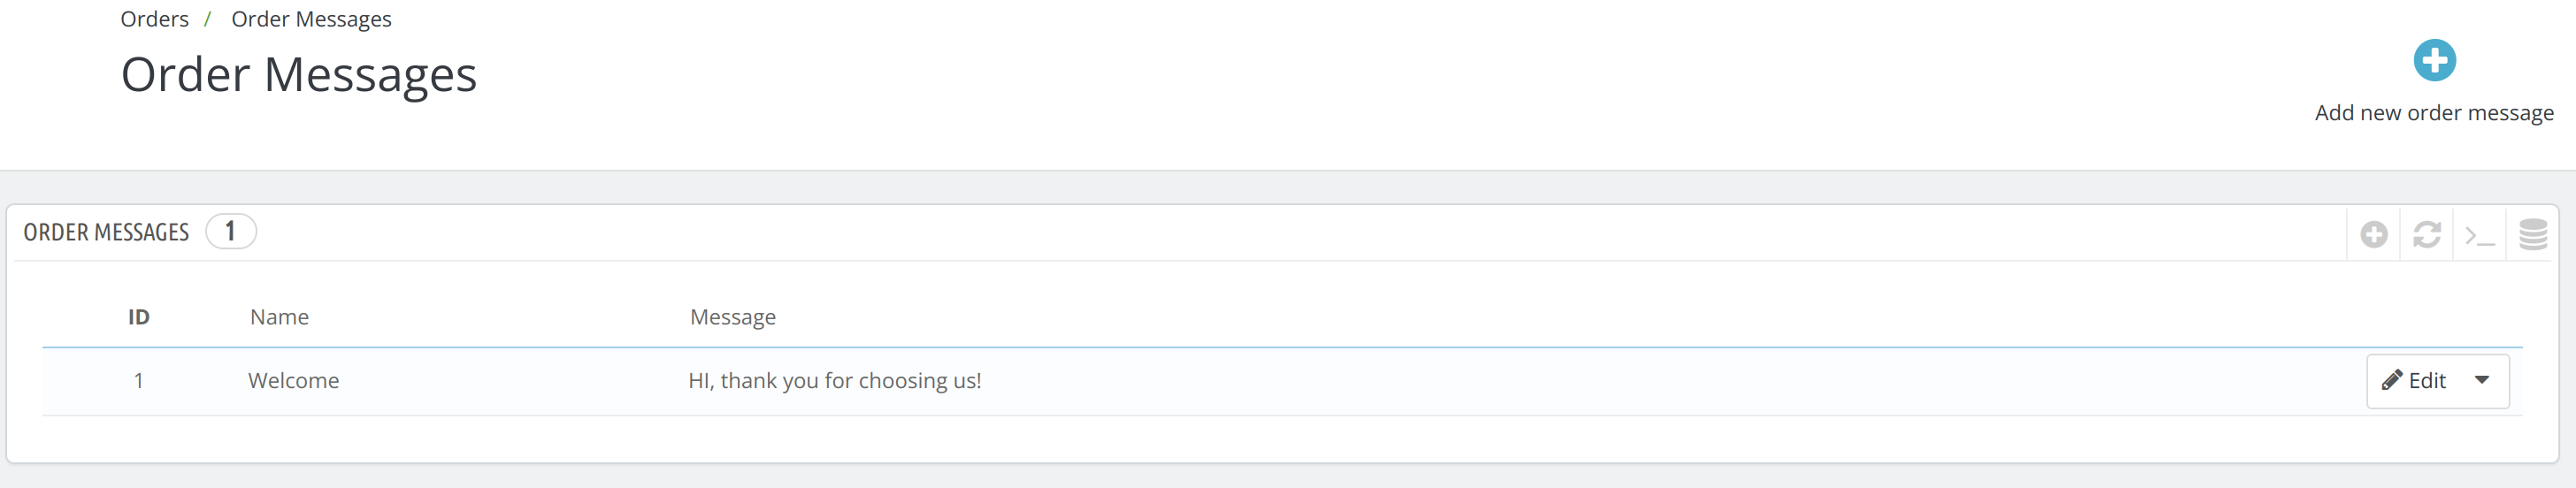 Orders / Order Messages
Order Messages
Add new order message
ORDER MESSAGES 1
ID Name Message
1 Welcome HI, thank you for choosing us! Edit